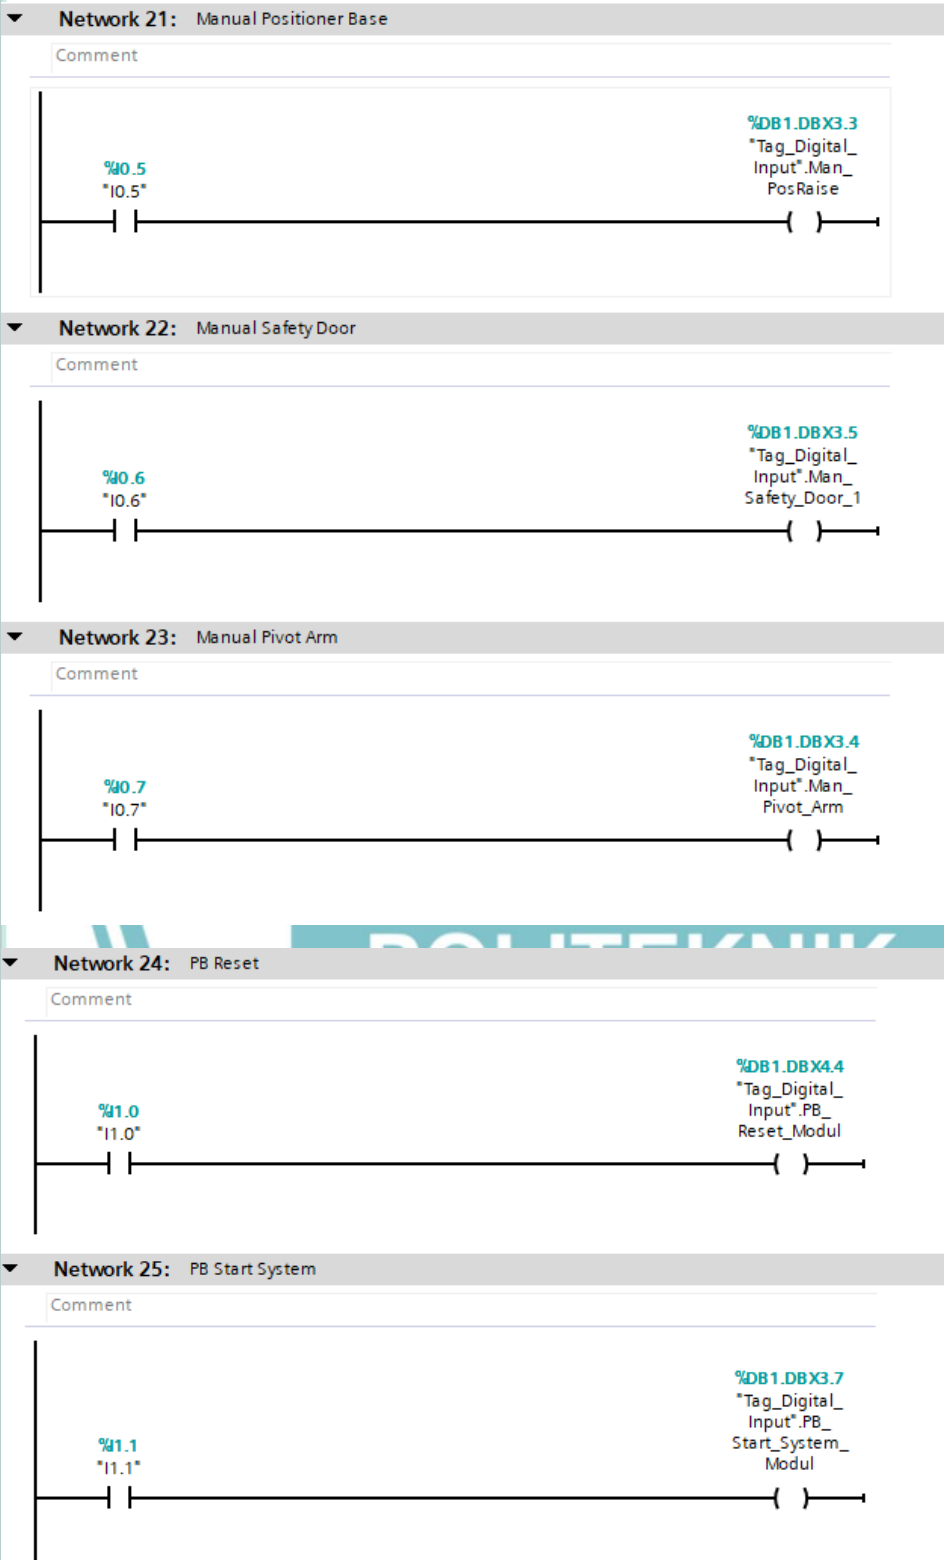 Network 21: Manual Positioner Base
Comment
%DB1.DBX3.3
"Tag_Digital_
Input".Man_
PosRaise
%I0.5
"I0.5"
Network 22: Manual Safety Door
Comment
%DB1.DBX3.5
"Tag_Digital_
Input".Man_
Safety_Door_1
%I0.6
"I0.6"
Network 23: Manual Pivot Arm
Comment
%DB1.DBX3.4
"Tag_Digital_
Input".Man_
Pivot_Arm
%I0.7
"I0.7"
POLITEKNIK
Network 24: PB Reset
Comment
%DB1.DBX4.4
"Tag_Digital_
Input".PB_
Reset_Modul
%I1.0
"I1.0"
Network 25: PB Start System
Comment
%DB1.DBX3.7
"Tag_Digital_
Input".PB_
Start_System_
Modul
%I1.1
"I1.1"